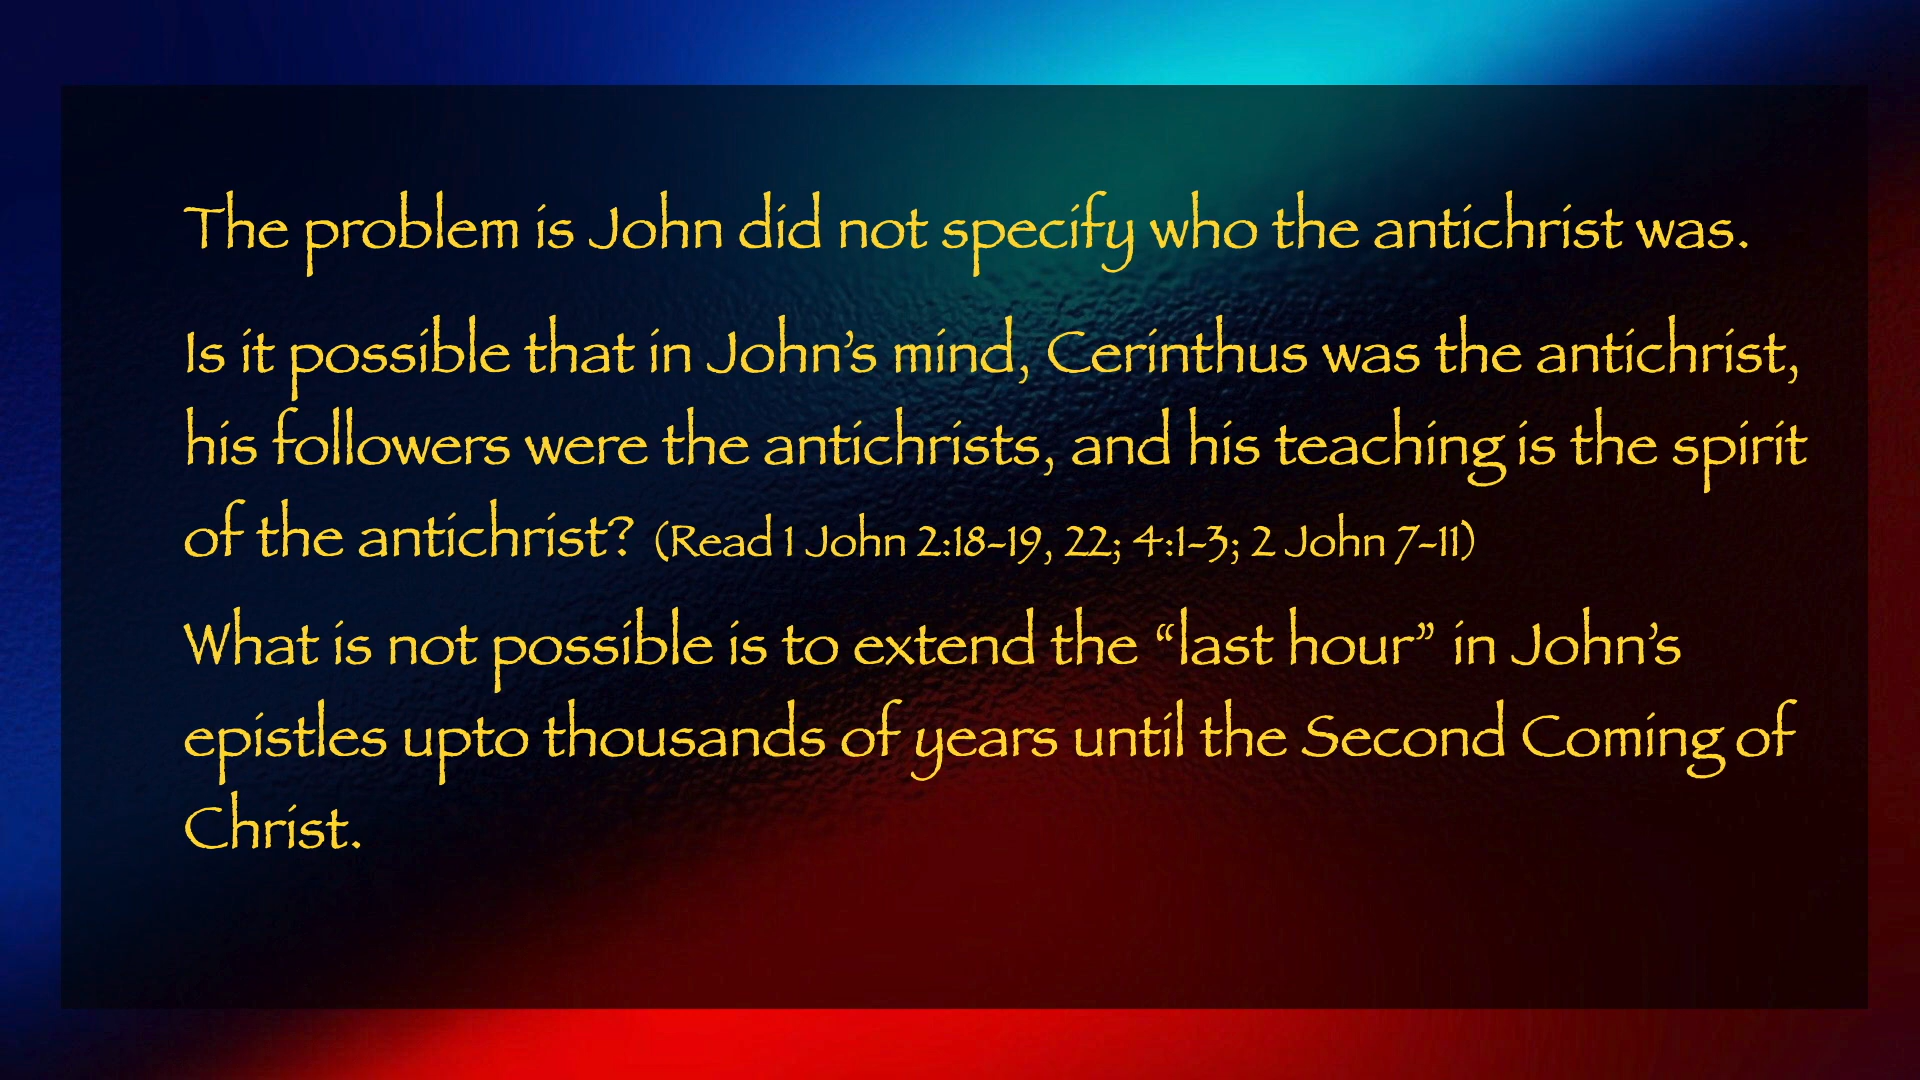 The problem is John did not specify who the antichrist was.
Is it possible that in John’s mind, Cerinthus was the antichrist,
his followers were the antichrists, and his teaching is the spirit
of the antichrist? (Read 1 John 2:18-19, 22; 4:1-3; 2 John 7-11)
What is not possible is to extend the “last hour” in John’s
epistles upto thousands of years until the Second Coming of
Christ.